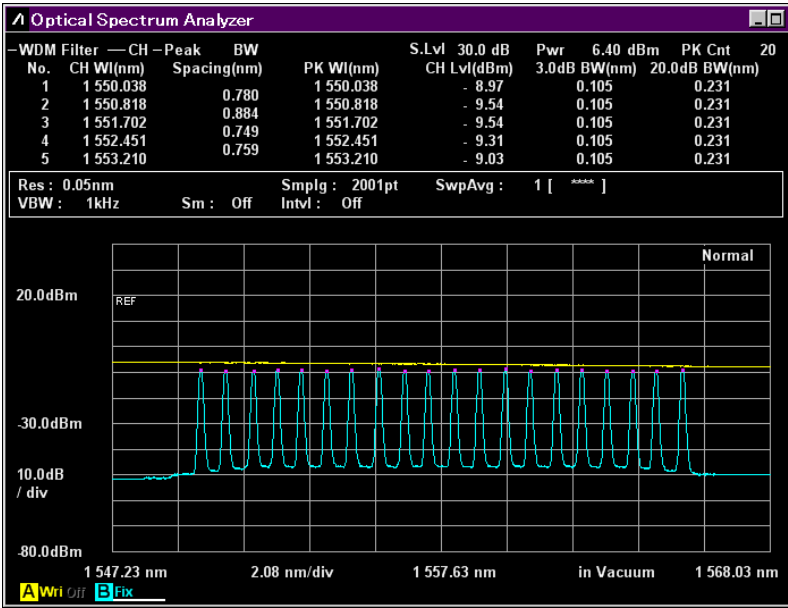 Optical Spectrum Analyzer
WDM Filter — CH — Peak BW S.Lvl 30.0 dB Pwr 6.40 dBm PK Cnt 20
No. CH Wl(nm) Spacing(nm) PK Wl(nm) CH Lvl(dBm) 3.0dB BW(nm) 20.0dB BW(nm)
1 1 550.038 1 550.038 - 8.97 0.105 0.231
0.780
2 1 550.818 1 550.818 - 9.54 0.105 0.231
0.884
3 1 551.702 1 551.702 - 9.54 0.105 0.231
0.749
4 1 552.451 1 552.451 - 9.31 0.105 0.231
0.759
5 1 553.210 1 553.210 - 9.03 0.105 0.231
Res : 0.05nm Smplg : 2001pt SwpAvg : 1 [ **** ]
VBW : 1kHz Sm : Off Intvl : Off
Normal
20.0dBm
REF
-30.0dBm
10.0dB
/ div
-80.0dBm
1 547.23 nm 2.08 nm/div 1 557.63 nm in Vacuum 1 568.03 nm
A Wri Off B Fix